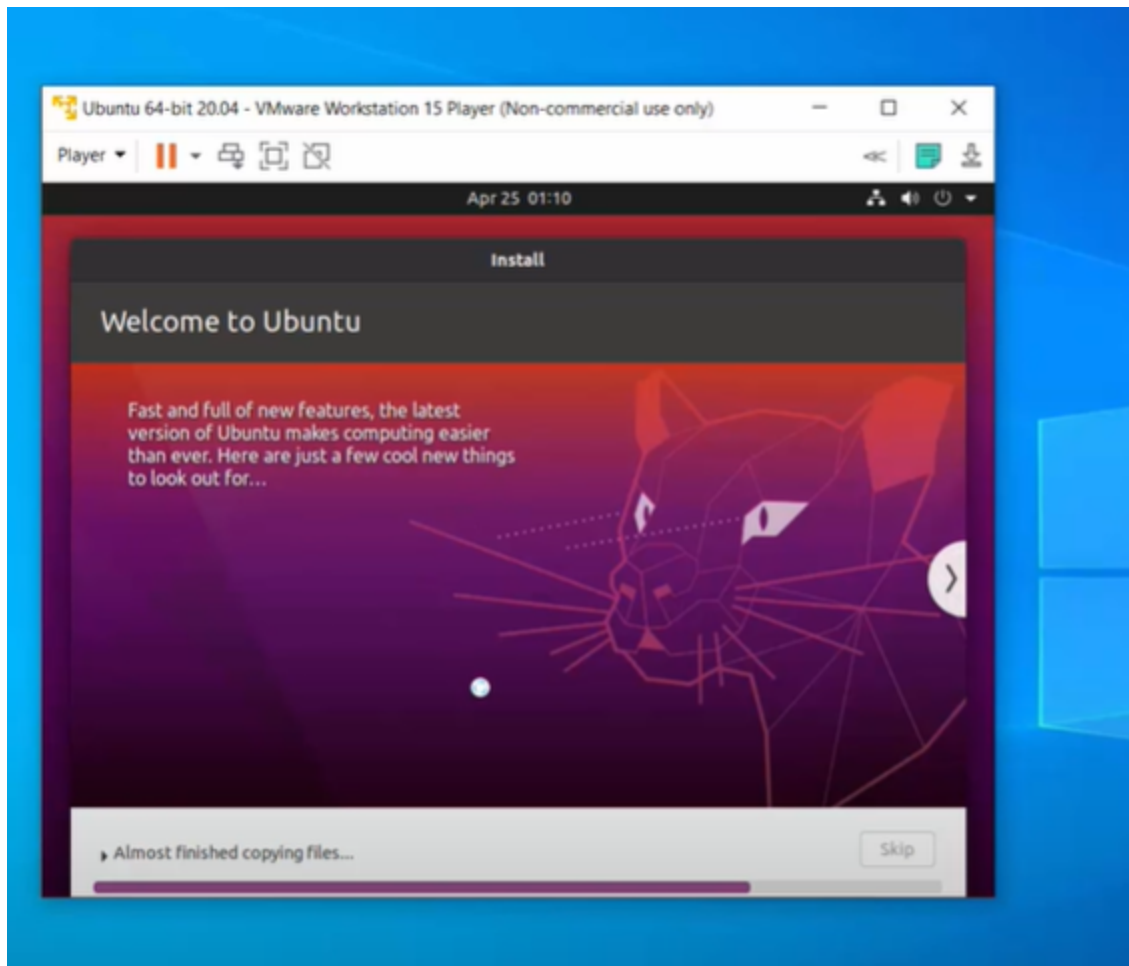 Ubuntu 64-bit 20.04 - VMware Workstation 15 Player (Non-commercial use only)
Player
Apr 25 01:10
Install
Welcome to Ubuntu
Fast and full of new features, the latest
version of Ubuntu makes computing easier
than ever. Here are just a few cool new things
to look out for...
Almost finished copying files...
Skip